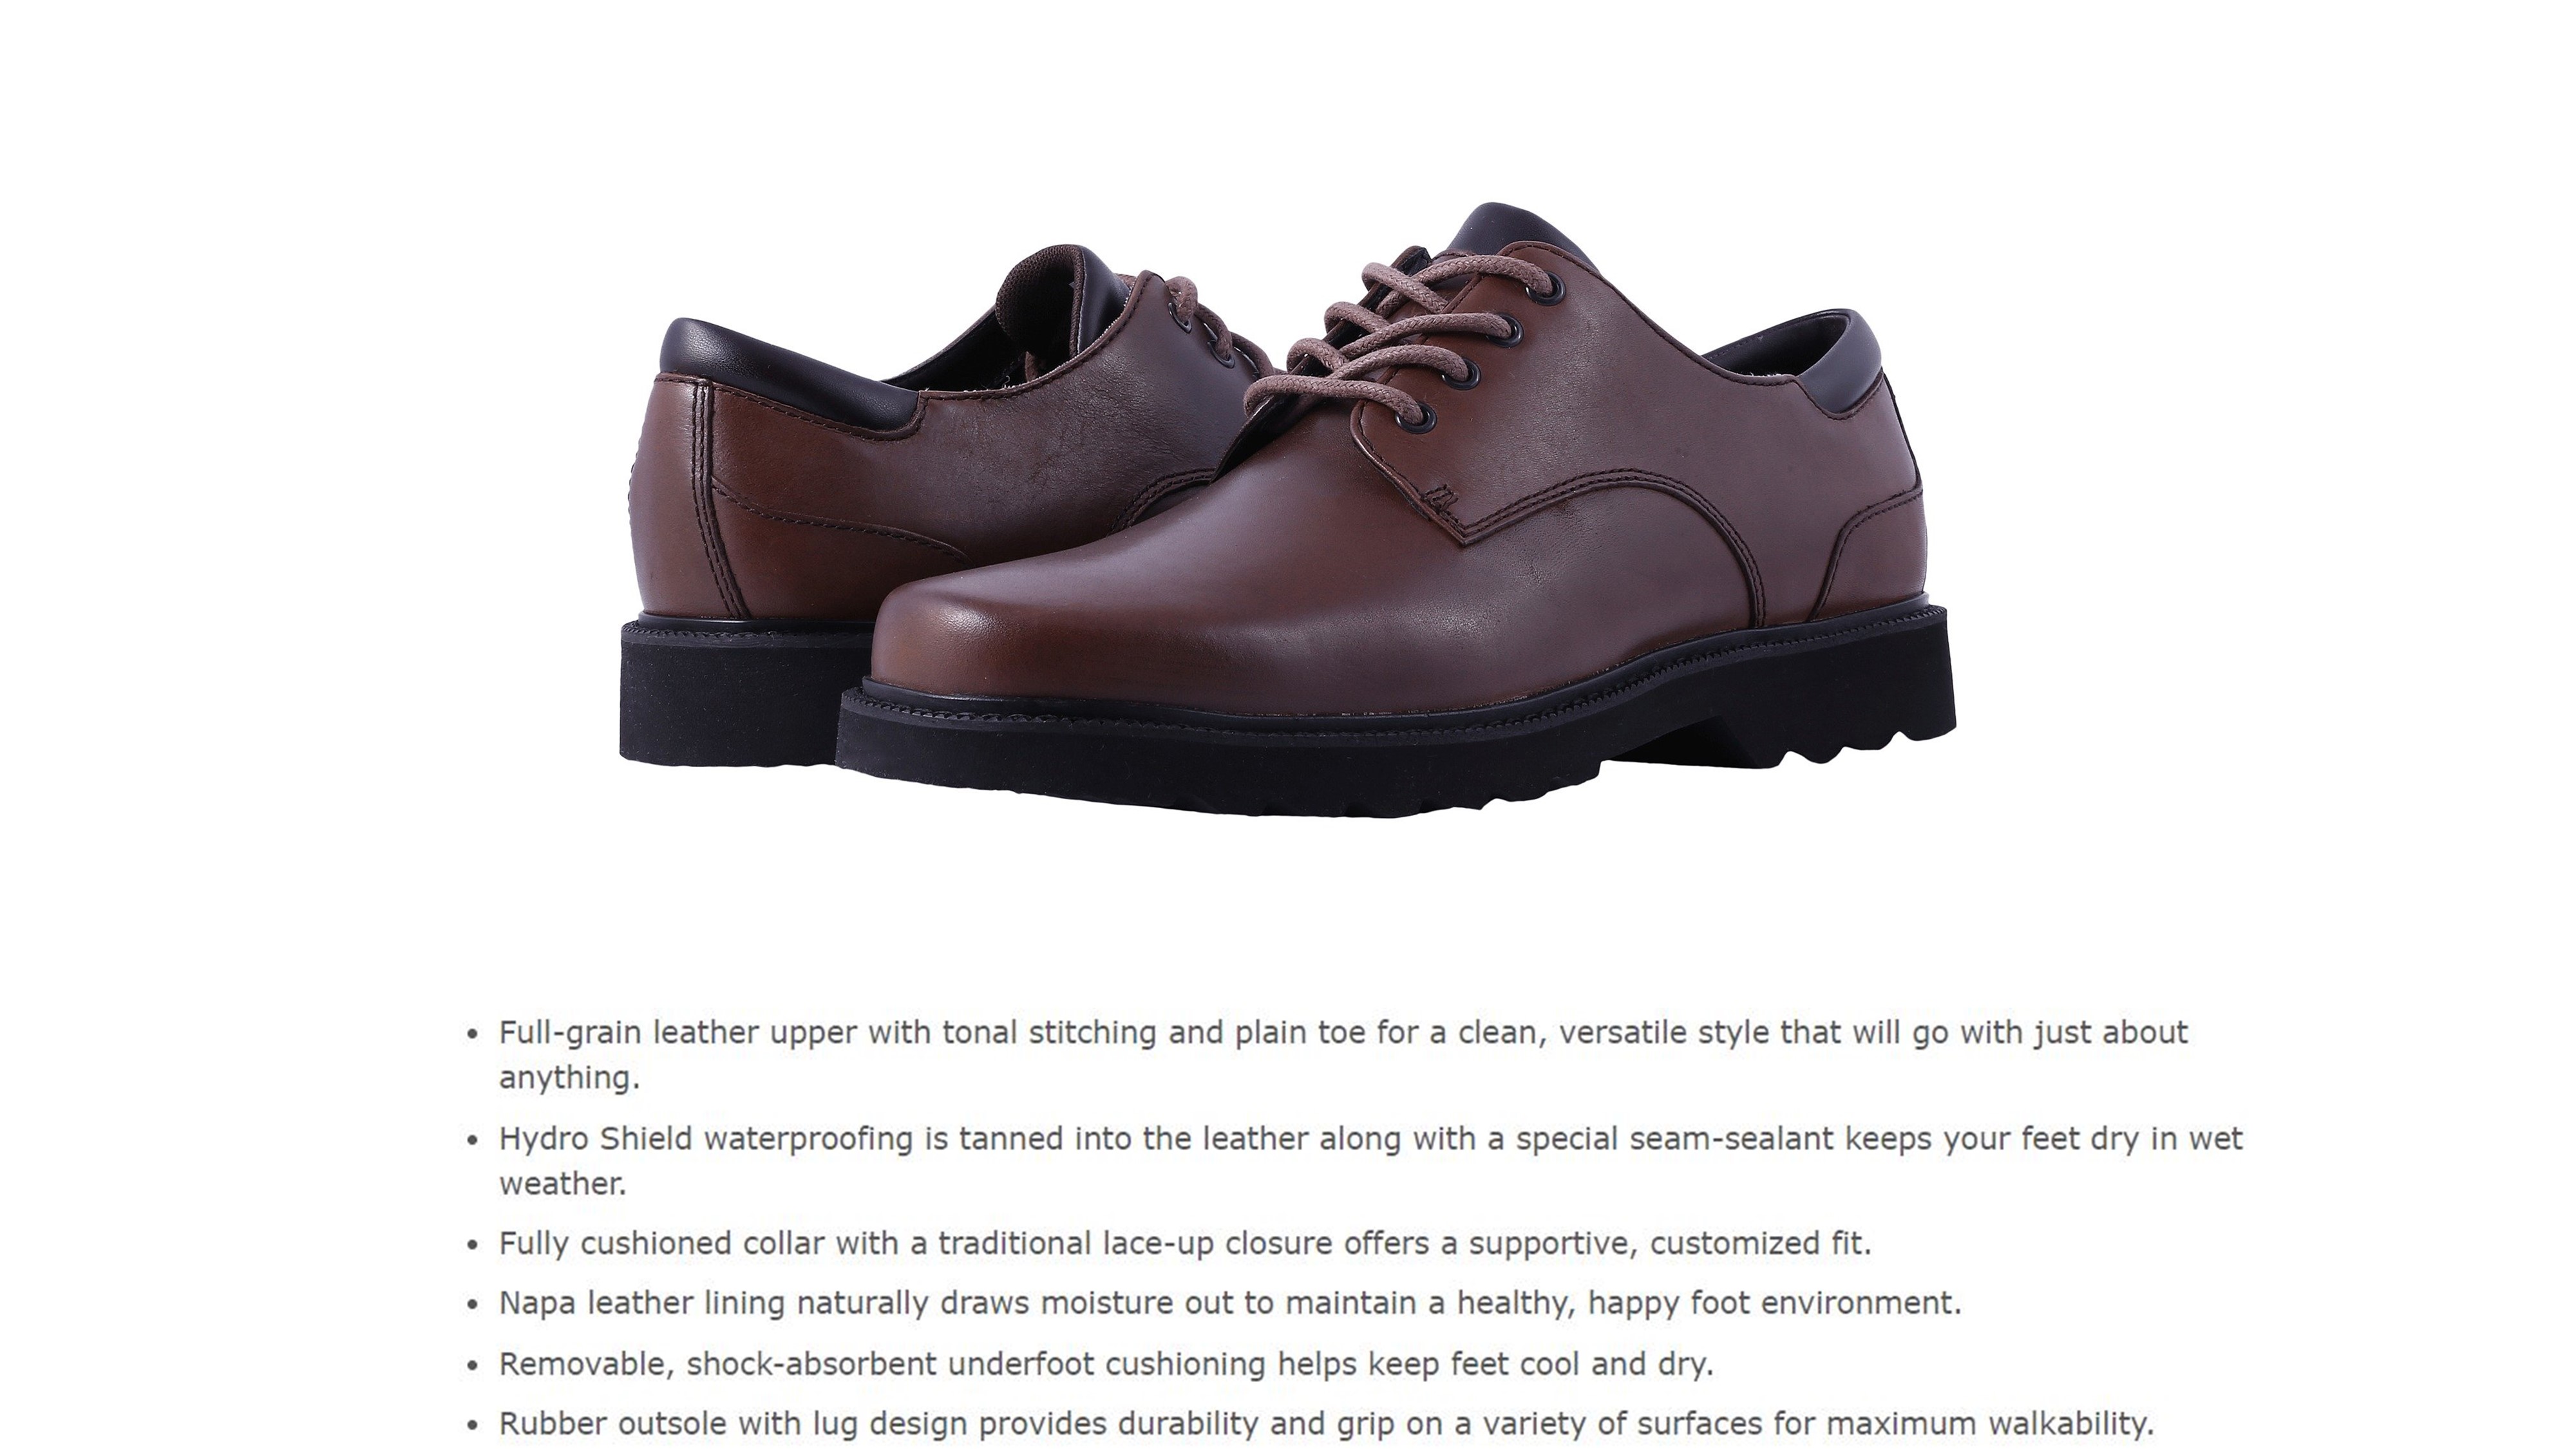 • Full-grain leather upper with tonal stitching and plain toe for a clean, versatile style that will go with just about
anything.
• Hydro Shield waterproofing is tanned into the leather along with a special seam-sealant keeps your feet dry in wet
weather.
• Fully cushioned collar with a traditional lace-up closure offers a supportive, customized fit.
• Napa leather lining naturally draws moisture out to maintain a healthy, happy foot environment.
• Removable, shock-absorbent underfoot cushioning helps keep feet cool and dry.
• Rubber outsole with lug design provides durability and grip on a variety of surfaces for maximum walkability.